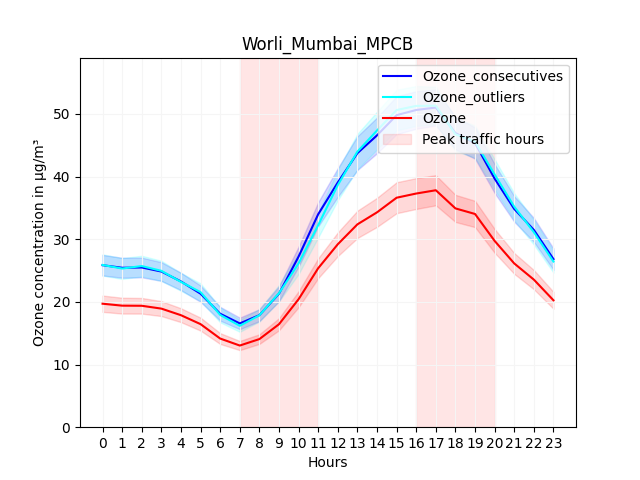 Worli_Mumbai_MPCB
Ozone_consecutives
Ozone_outliers
Ozone
Peak traffic hours
Ozone concentration in µg/m³
50
40
30
20
10
0
0 1 2 3 4 5 6 7 8 9 10 11 12 13 14 15 16 17 18 19 20 21 22 23
Hours